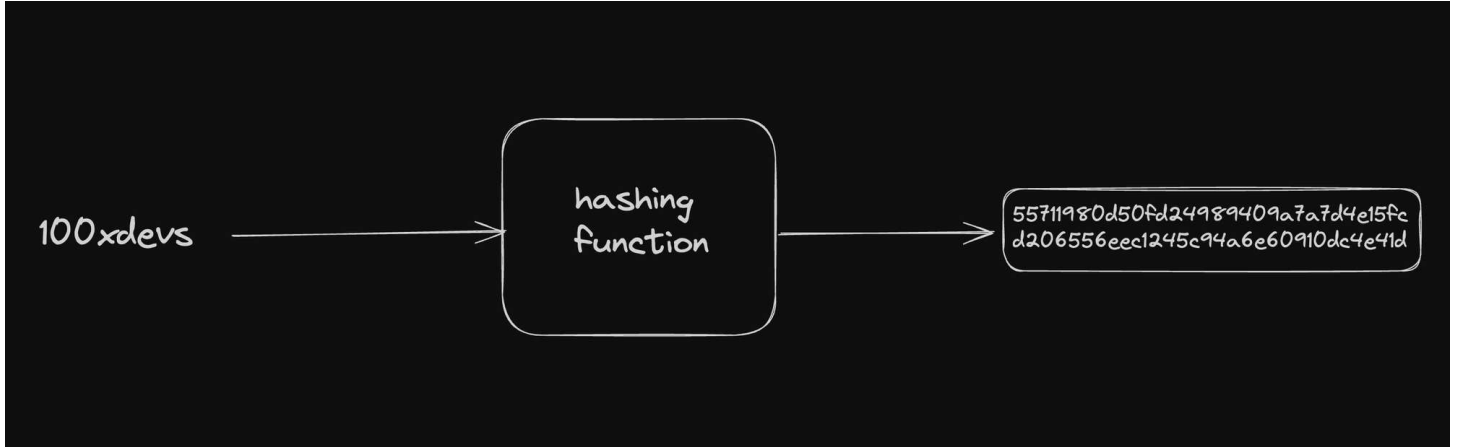 100xdevs
hashing
function
55711980d50fd24989409a7a7d4e15fc
d206556eec1245c94a6e60910dc4e41d